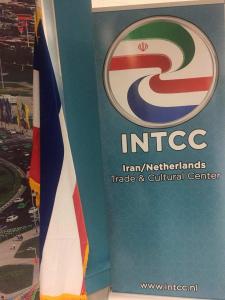 INTCC
Iran/Netherlands
Trade & Cultural Center
www.intcc.nl